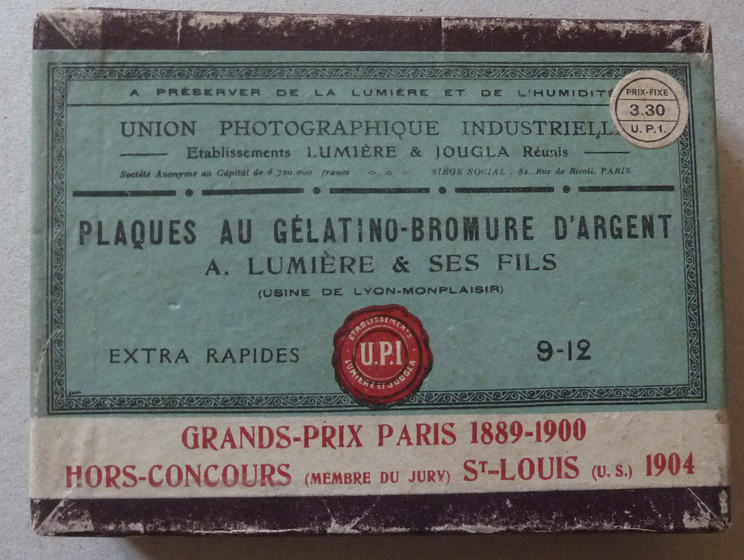 A PRÉSERVER DE LA LUMIÈRE ET DE L'HUMIDITÉ
PRIX-FIXE
3.30
U.P.I.
UNION PHOTOGRAPHIQUE INDUSTRIELLE
Etablissements LUMIÈRE & JOUGLA Réunis
Société Anonyme au Capital de 6.720.000 francs SIÈGE SOCIAL : 82, Rue de Rivoli, PARIS
PLAQUES AU GÉLATINO-BROMURE D'ARGENT
A. LUMIÈRE & SES FILS
(USINE DE LYON-MONPLAISIR)
EXTRA RAPIDES
ETABLISSEMENTS
U.P.I
LUMIÈRE ET JOUGLA
9-12
GRANDS-PRIX PARIS 1889-1900
HORS-CONCOURS (MEMBRE DU JURY) ST-LOUIS (U.S.) 1904